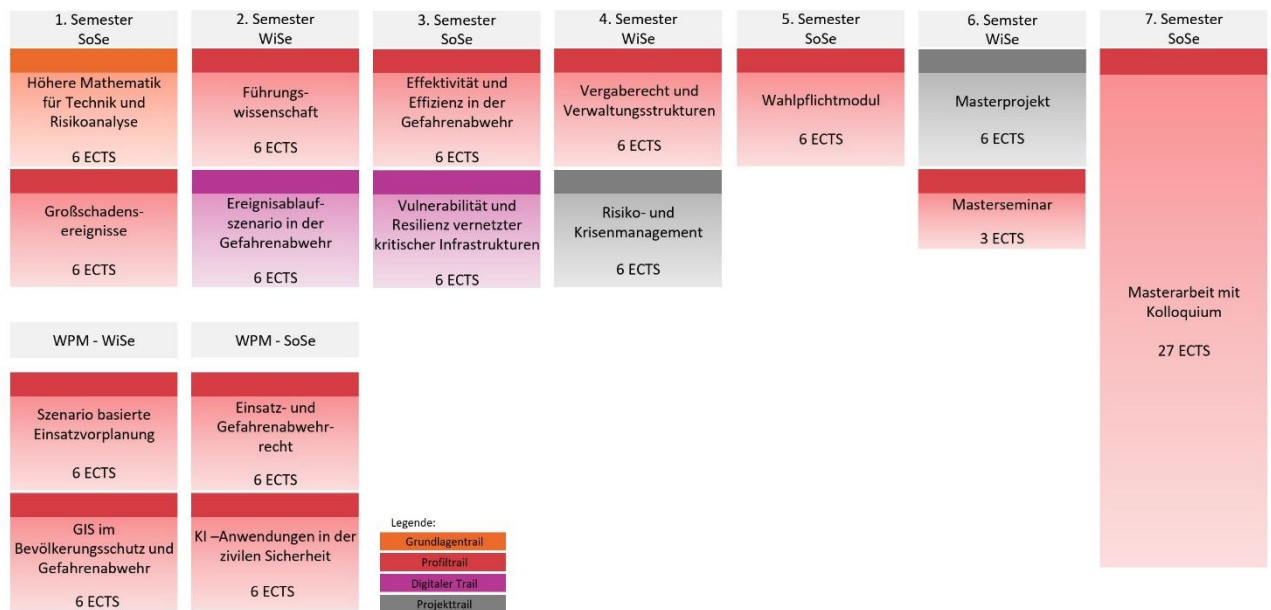 1. Semester
SoSe
Höhere Mathematik
für Technik und
Risikoanalyse
6 ECTS
Großschadens-
ereignisse
6 ECTS
2. Semester
WiSe
Führungs-
wissenschaft
6 ECTS
Ereignisablauf-
szenario in der
Gefahrenabwehr
6 ECTS
3. Semester
SoSe
Effektivität und
Effizienz in der
Gefahrenabwehr
6 ECTS
Vulnerabilität und
Resilienz vernetzter
kritischer Infrastrukturen
6 ECTS
4. Semester
WiSe
Vergaberecht und
Verwaltungsstrukturen
6 ECTS
Risiko- und
Krisenmanagement
6 ECTS
5. Semester
SoSe
Wahlpflichtmodul
6 ECTS
6. Semster
WiSe
Masterprojekt
6 ECTS
Masterseminar
3 ECTS
7. Semester
SoSe
Masterarbeit mit
Kolloquium
27 ECTS
WPM - WiSe
Szenario basierte
Einsatzvorplanung
6 ECTS
GIS im
Bevölkerungsschutz und
Gefahrenabwehr
6 ECTS
WPM - SoSe
Einsatz- und
Gefahrenabwehr-
recht
6 ECTS
KI –Anwendungen in der
zivilen Sicherheit
6 ECTS
Legende:
Grundlagentrail
Profiltrail
Digitaler Trail
Projekttrail